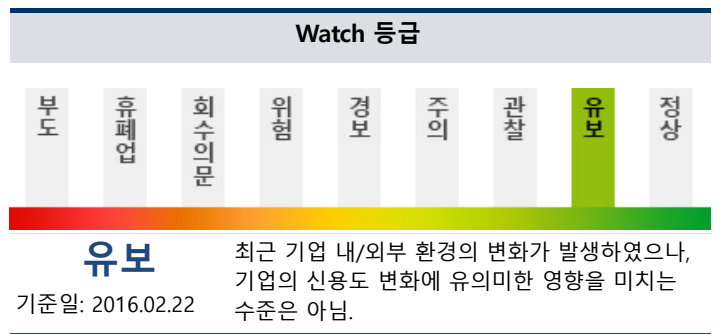 Watch 등급
부도
휴폐업
회수의문
위험
경보
주의
관찰
유보
정상
유보
기준일: 2016.02.22
최근 기업 내/외부 환경의 변화가 발생하였으나,
기업의 신용도 변화에 유의미한 영향을 미치는
수준은 아님.